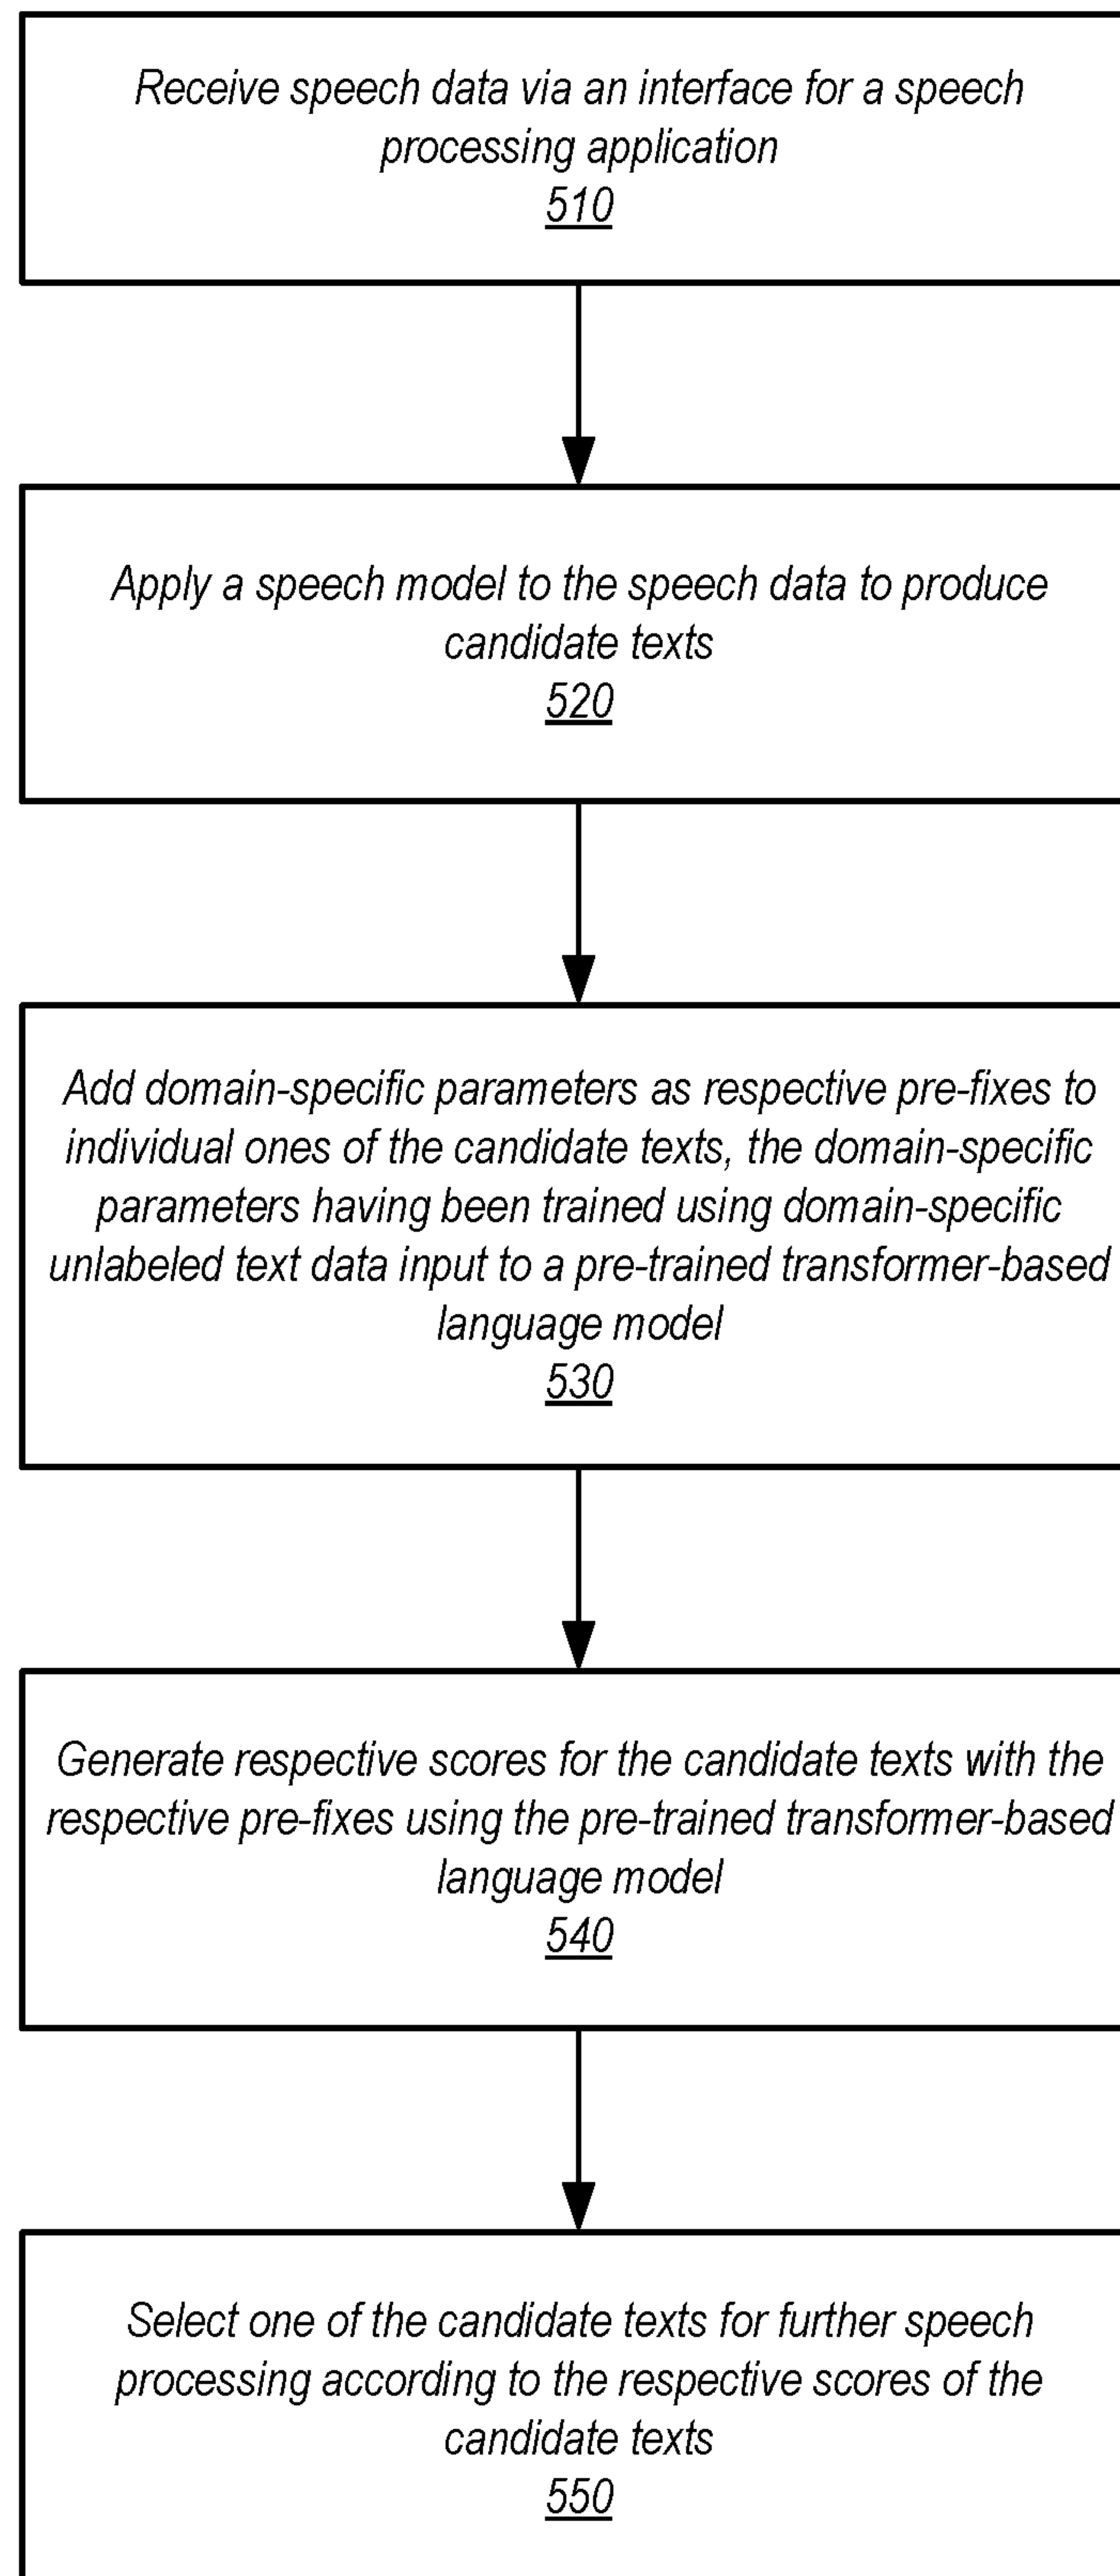 Receive speech data via an interface for a speech
processing application
510
Apply a speech model to the speech data to produce
candidate texts
520
Add domain-specific parameters as respective pre-fixes to
individual ones of the candidate texts, the domain-specific
parameters having been trained using domain-specific
unlabeled text data input to a pre-trained transformer-based
language model
530
Generate respective scores for the candidate texts with the
respective pre-fixes using the pre-trained transformer-based
language model
540
Select one of the candidate texts for further speech
processing according to the respective scores of the
candidate texts
550